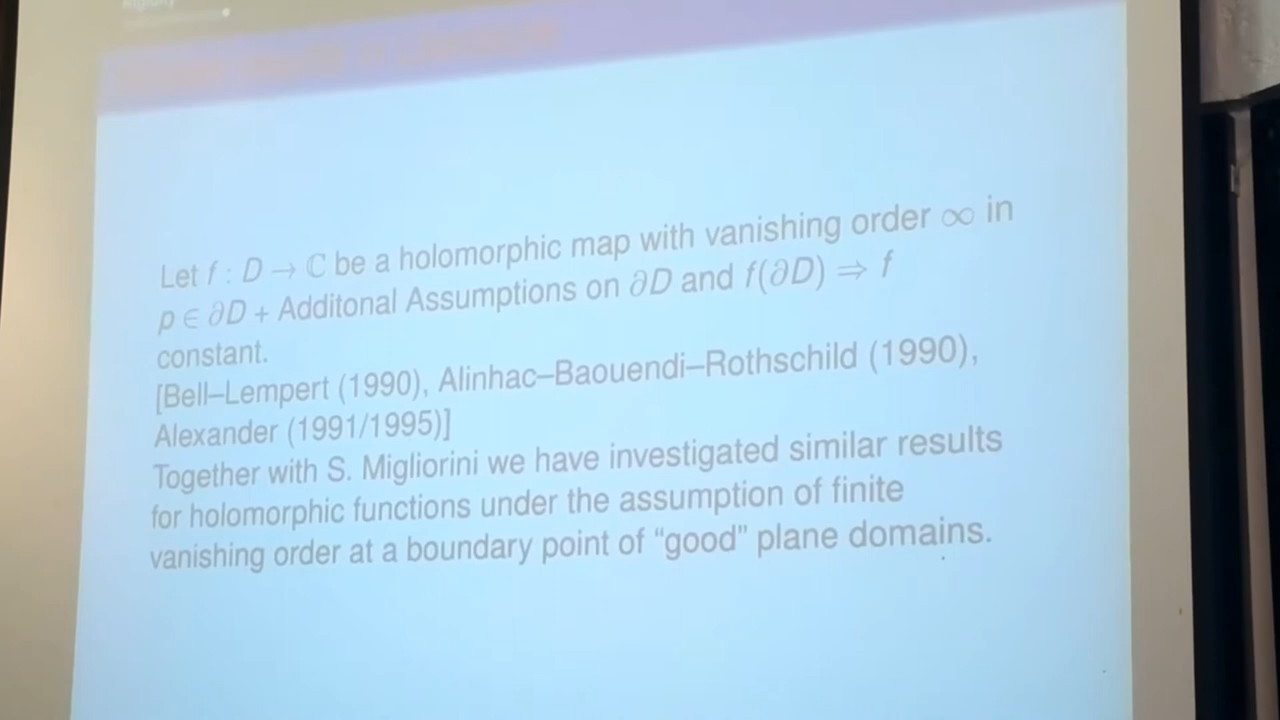 Let f : D → ℂ be a holomorphic map with vanishing order ∞ in
p ∈ ∂D + Additonal Assumptions on ∂D and f(∂D) ⇒ f
constant.
[Bell–Lempert (1990), Alinhac–Baouendi–Rothschild (1990),
Alexander (1991/1995)]
Together with S. Migliorini we have investigated similar results
for holomorphic functions under the assumption of finite
vanishing order at a boundary point of “good” plane domains.